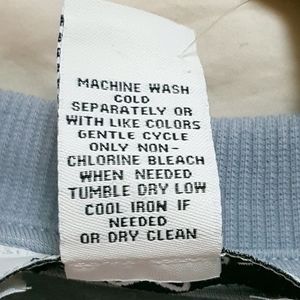 MACHINE WASH
COLD
SEPARATELY OR
WITH LIKE COLORS
GENTLE CYCLE
ONLY NON-
CHLORINE BLEACH
WHEN NEEDED
TUMBLE DRY LOW
COOL IRON IF
NEEDED
OR DRY CLEAN